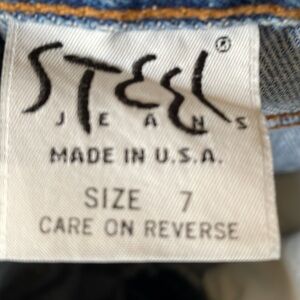 STEEL®
JEANS
MADE IN U.S.A.
SIZE 7
CARE ON REVERSE